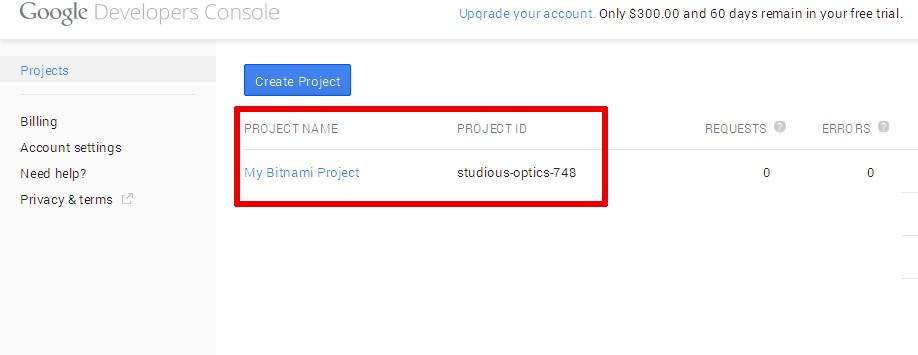 Google Developers Console
Upgrade your account. Only $300.00 and 60 days remain in your free trial.
Projects
Billing
Account settings
Need help?
Privacy & terms
Create Project
PROJECT NAME PROJECT ID REQUESTS ? ERRORS ?
My Bitnami Project studious-optics-748 0 0